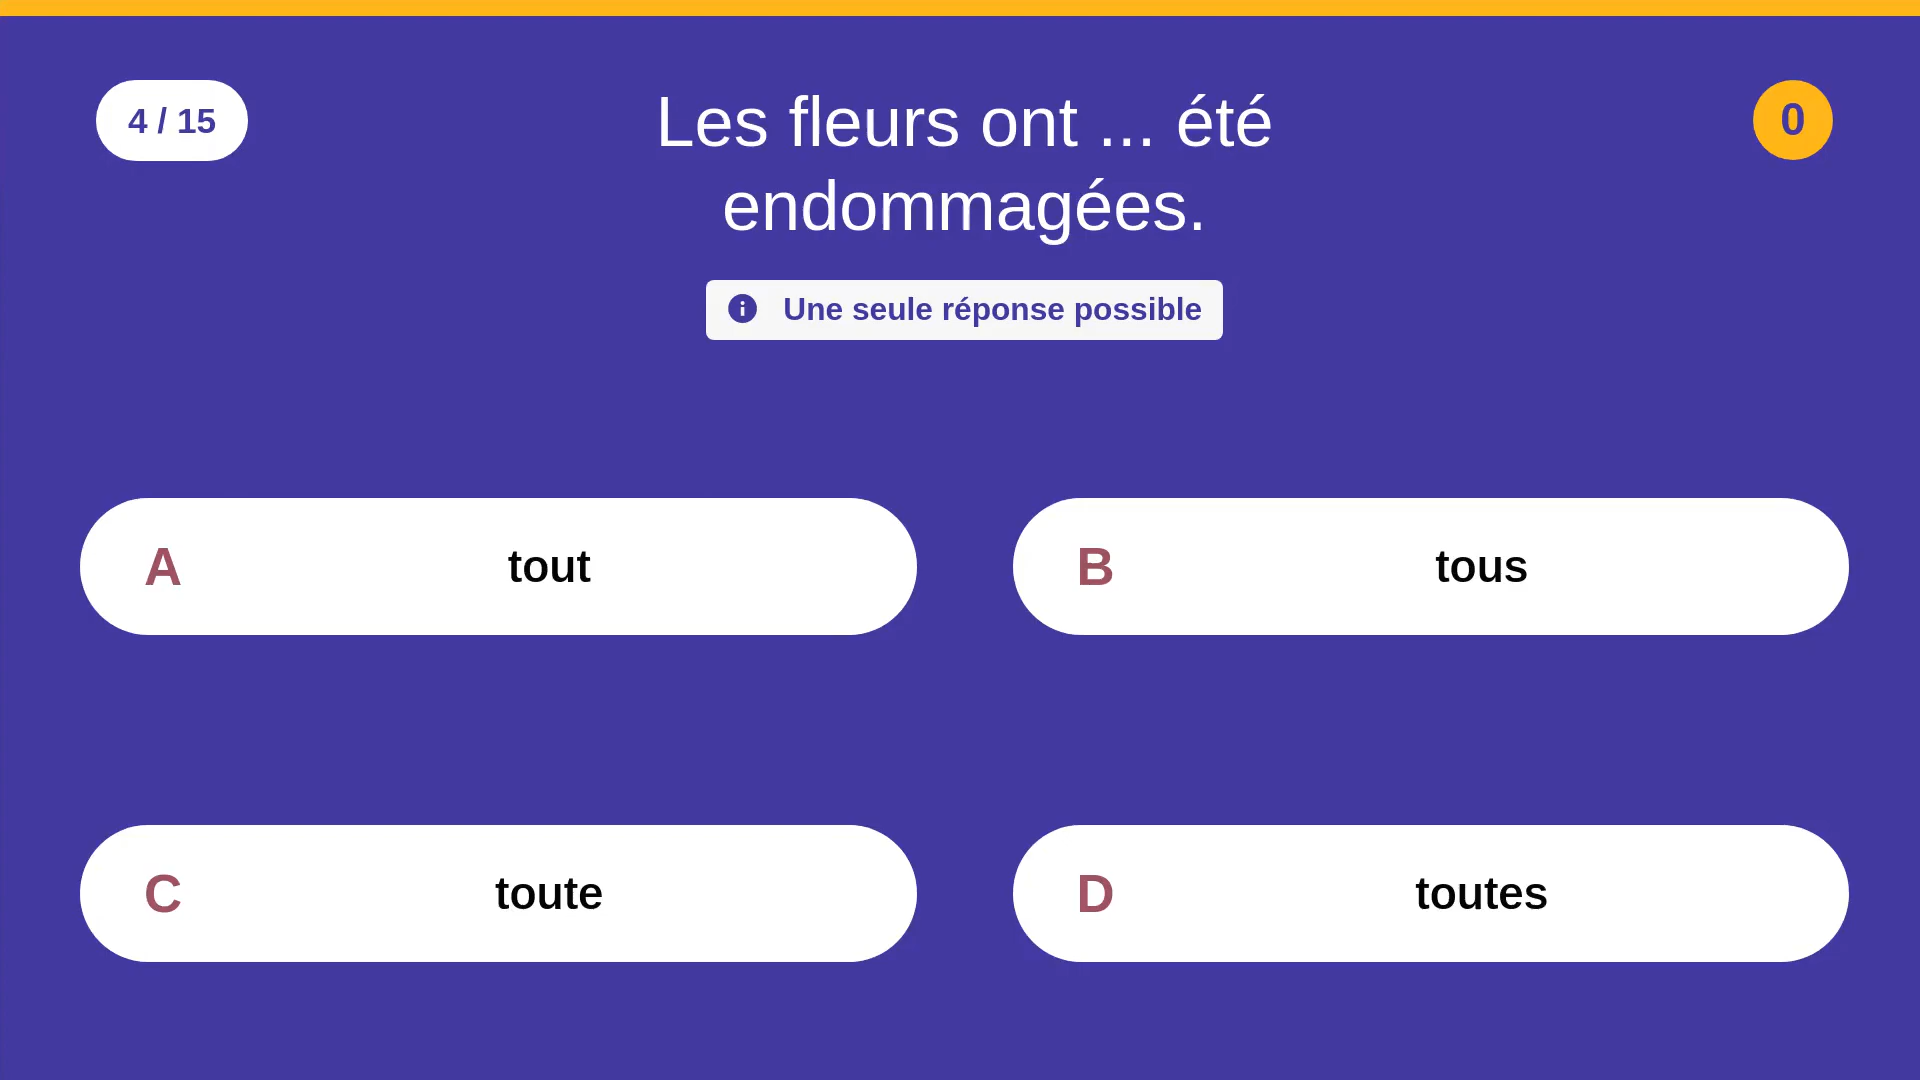 4 / 15
Les fleurs ont ... été
endommagées.
0
Une seule réponse possible
A tout
B tous
C toute
D toutes